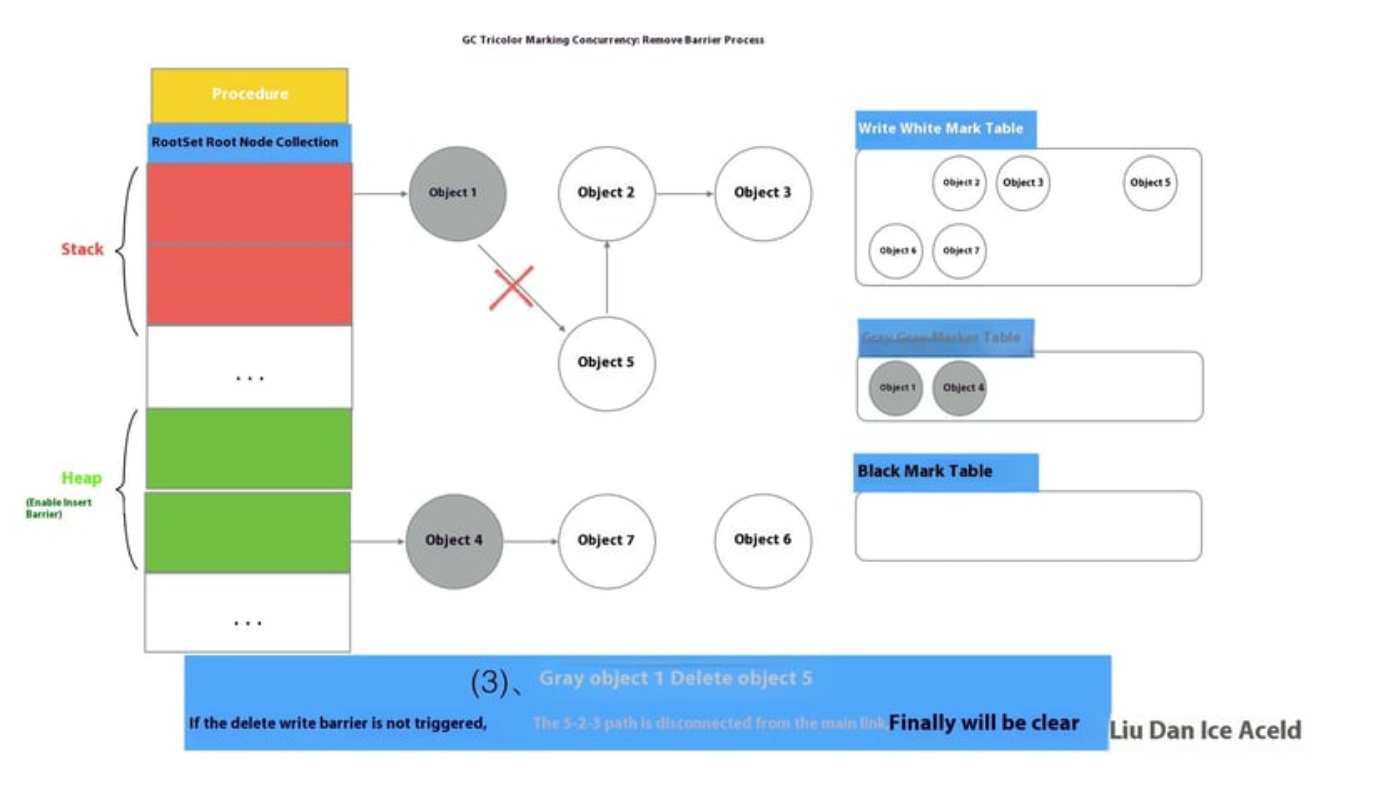 GC Tricolor Marking Concurrency: Remove Barrier Process
Procedure
RootSet Root Node Collection
Stack
...
Heap
(Enable Insert
Barrier)
...
Object 1
Object 2
Object 3
Object 5
Object 4
Object 7
Object 6
Write White Mark Table
Object 2
Object 3
Object 5
Object 6
Object 7
Gray Gray Marker Table
Object 1
Object 4
Black Mark Table
(3)、 Gray object 1 Delete object 5
If the delete write barrier is not triggered, The 5-2-3 path is disconnected from the main link, Finally will be clear
Liu Dan Ice Aceld